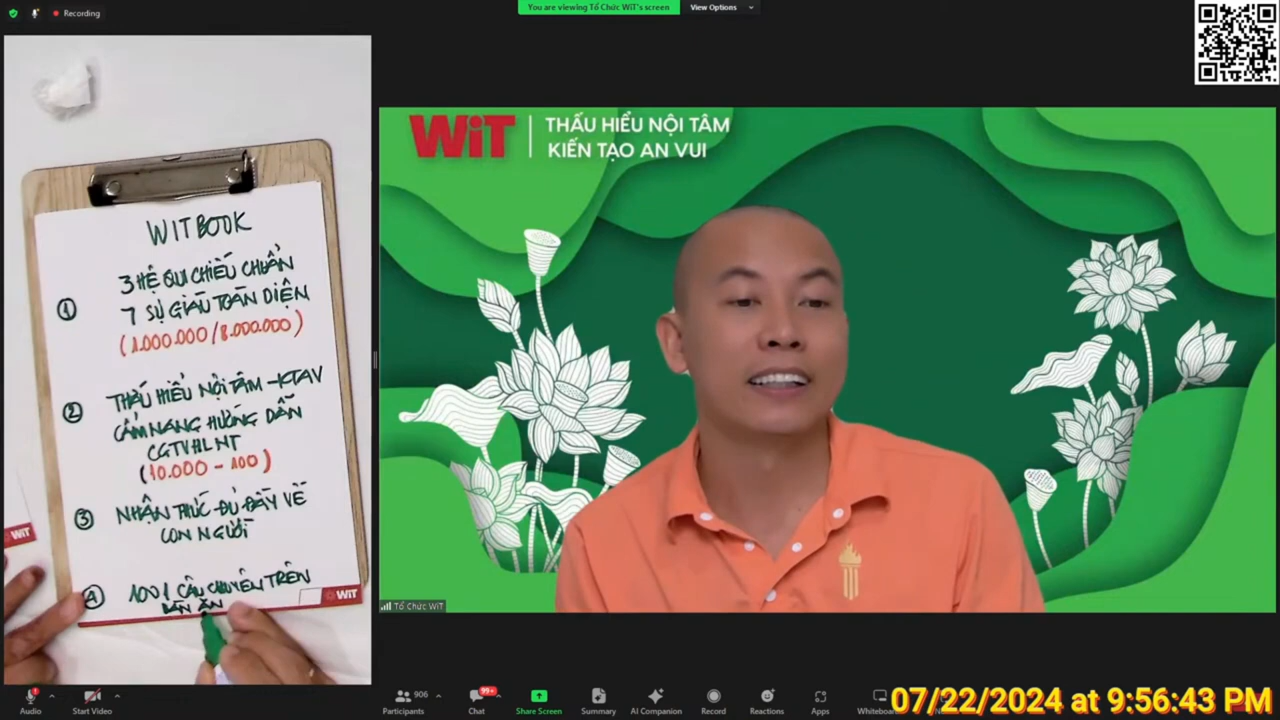 Recording
You are viewing Tổ Chức WiT's screen
View Options
WiT
THẤU HIỂU NỘI TÂM
KIẾN TẠO AN VUI
WITBOOK
① 3 HỆ QUI CHIẾU CHUẨN
7 SỰ GIÀU TOÀN DIỆN
(1.000.000/8.000.000)
② THẤU HIỂU NỘI TÂM - KTAV
CẨM NANG HƯỚNG DẪN
CGTVHLNT
(10.000 - 100)
③ NHẬN THỨC ĐỦ ĐẦY VỀ
CON NGƯỜI
④ 1001 CÂU CHUYỆN TRÊN
BÀN ĂN
WiT
WiT
Tổ Chức WiT
Audio
Start Video
906
Participants
99+
Chat
Share Screen
Summary
AI Companion
Record
Reactions
Apps
07/22/2024 at 9:56:43 PM